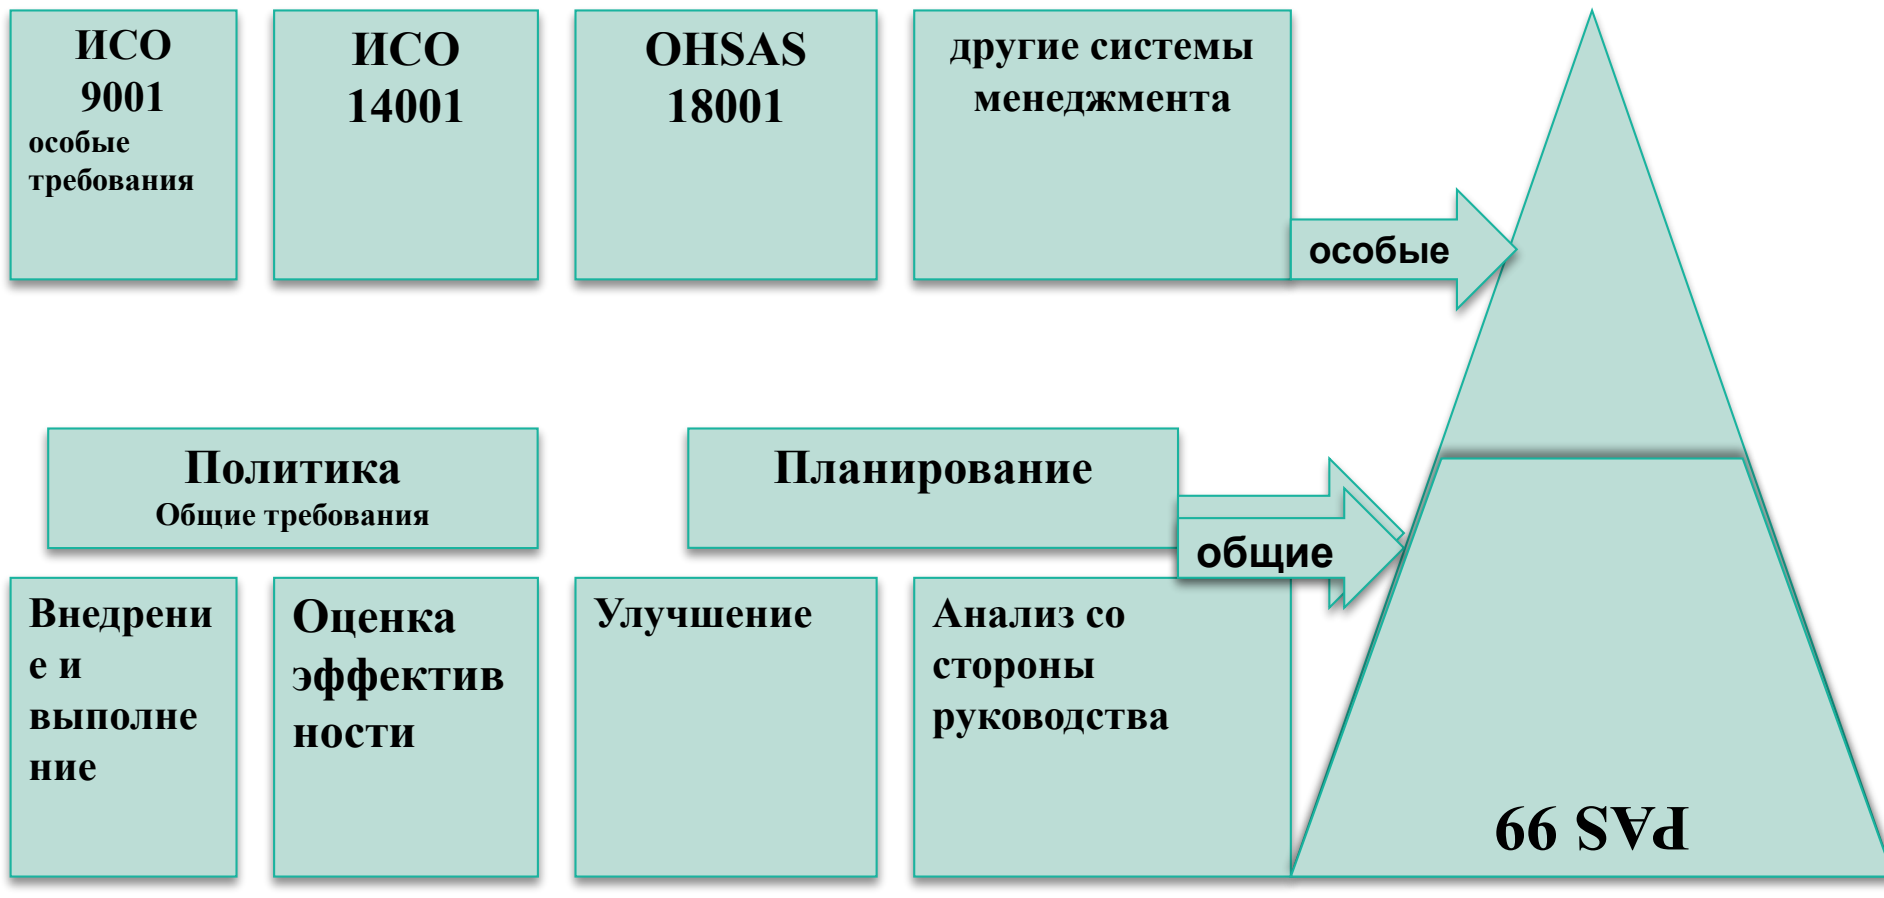 ИСО
9001
особые
требования
ИСО
14001
OHSAS
18001
другие системы
менеджмента
особые
Политика
Общие требования
Планирование
общие
Внедрени
е и
выполне
ние
Оценка
эффектив
ности
Улучшение
Анализ со
стороны
руководства
PAS 99